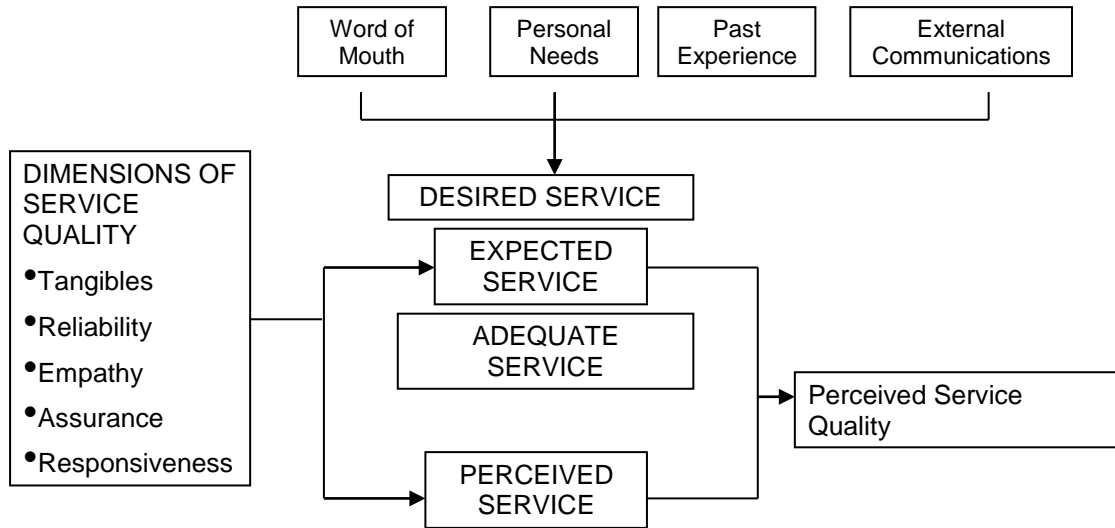 Word of
Mouth
Personal
Needs
Past
Experience
External
Communications
DIMENSIONS OF
SERVICE
QUALITY
•Tangibles
•Reliability
•Empathy
•Assurance
•Responsiveness
DESIRED SERVICE
EXPECTED
SERVICE
ADEQUATE
SERVICE
PERCEIVED
SERVICE
Perceived Service
Quality